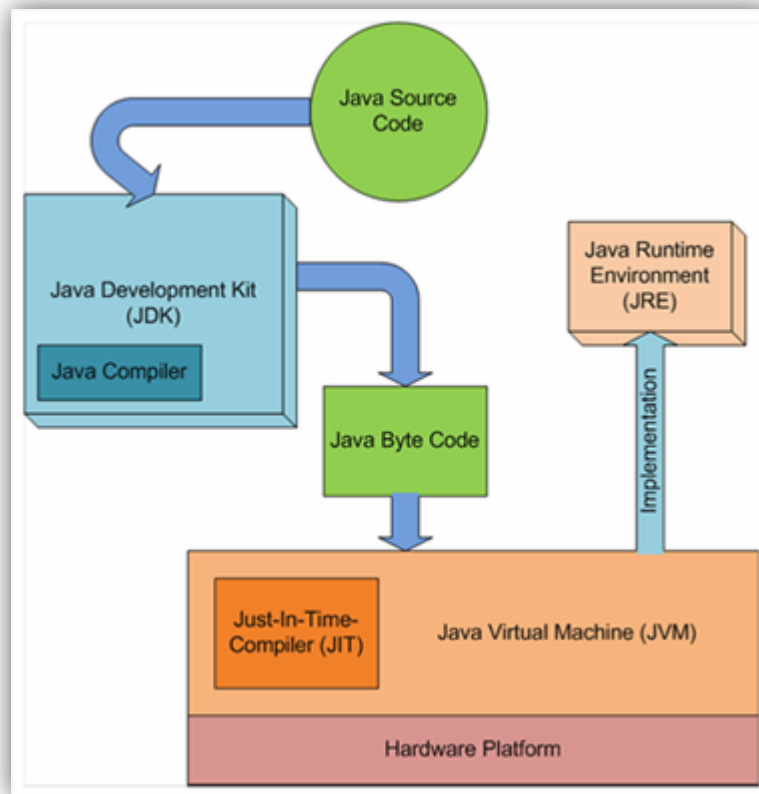 Java Source
Code
Java Development Kit
(JDK)
Java Compiler
Java Runtime
Environment
(JRE)
Java Byte Code
Implementation
Just-In-Time-
Compiler (JIT)
Java Virtual Machine (JVM)
Hardware Platform